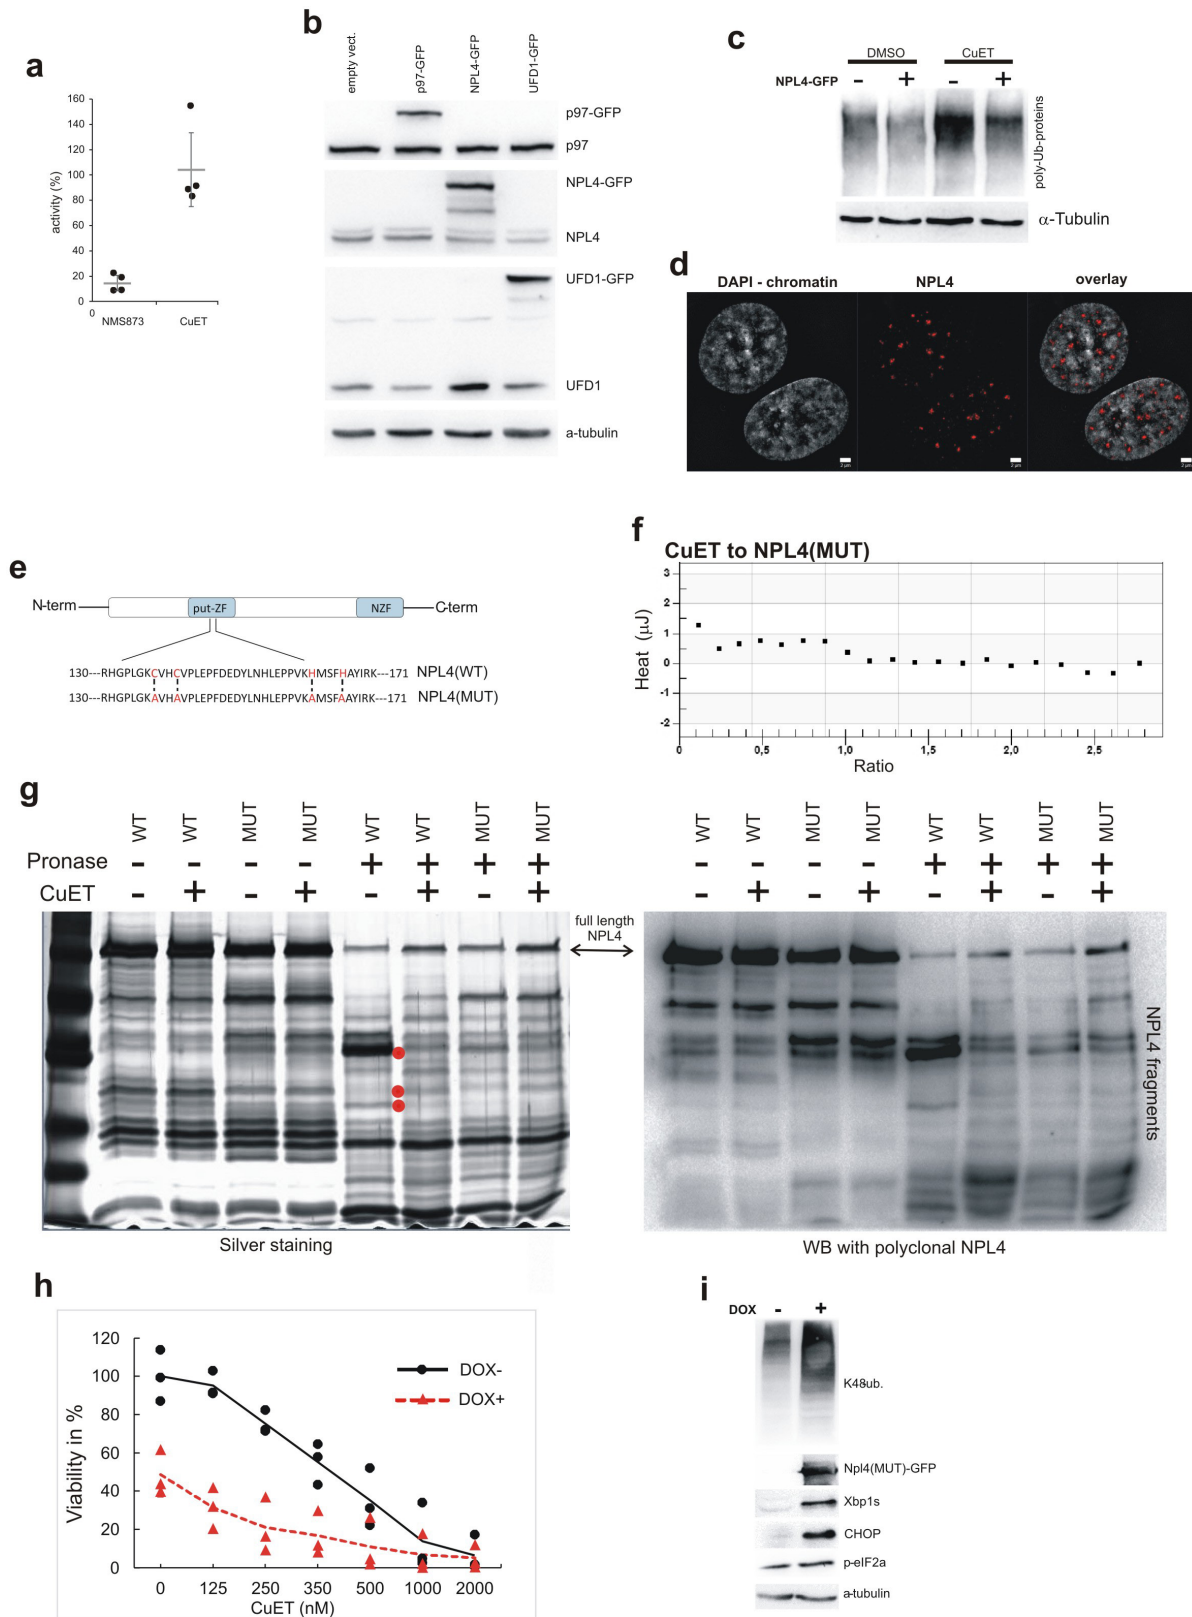 a
activity (%)
160
140
120
100
80
60
40
20
0
0
NMS873
CuET
b
empty vect.
p97-GFP
NPL4-GFP
UFD1-GFP
p97-GFP
p97
NPL4-GFP
NPL4
UFD1-GFP
UFD1
a-tubulin
c
DMSO
CuET
NPL4-GFP - + - +
poly-Ub-proteins
α-Tubulin
d
DAPI - chromatin
NPL4
overlay
2 μm
2 μm
2 μm
e
N-term
put-ZF
NZF
C-term
130---RHGPLGKCVHCVPLEPFDEDYLNHLEPPVKHMSFHAYIRK---171 NPL4(WT)
130---RHGPLGKAVHAVPLEPFDEDYLNHLEPPVKAMSFAAYIRK---171 NPL4(MUT)
f
CuET to NPL4(MUT)
Heat (μJ)
3
2
1
0
-1
-2
0 0,5 1,0 1,5 2,0 2,5
Ratio
g
WT WT MUT MUT WT WT MUT MUT
WT WT MUT MUT WT WT MUT MUT
Pronase - - - - + + + + - - - - + + + +
CuET - + - + - + - + - + - + - + - +
full length
NPL4
NPL4 fragments
Silver staining
WB with polyclonal NPL4
h
Viability in %
120
100
80
60
40
20
0
DOX-
DOX+
0 125 250 350 500 1000 2000
CuET (nM)
i
DOX - +
K48ub.
Npl4(MUT)-GFP
Xbp1s
CHOP
p-eIF2a
a-tubulin